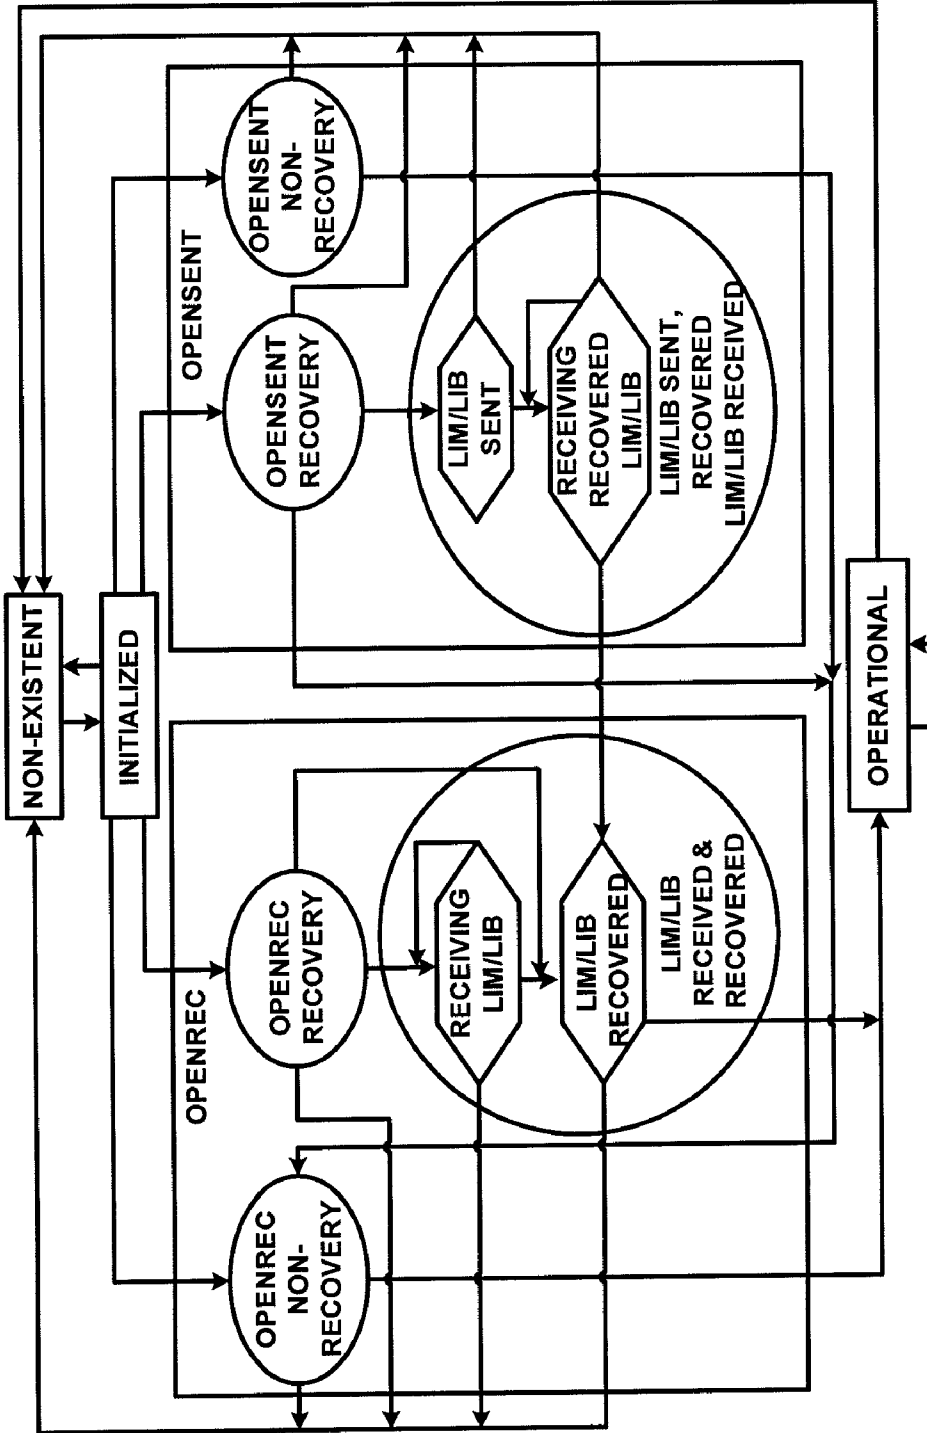 NON-EXISTENT
INITIALIZED
OPENREC
OPENSENT
OPENREC
NON-
RECOVERY
OPENREC
RECOVERY
OPENSENT
RECOVERY
OPENSENT
NON-
RECOVERY
RECEIVING
LIM/LIB
LIM/LIB
RECOVERED
LIM/LIB
RECEIVED &
RECOVERED
LIM/LIB
SENT
RECEIVING
RECOVERED
LIM/LIB
LIM/LIB SENT,
RECOVERED
LIM/LIB RECEIVED
OPERATIONAL